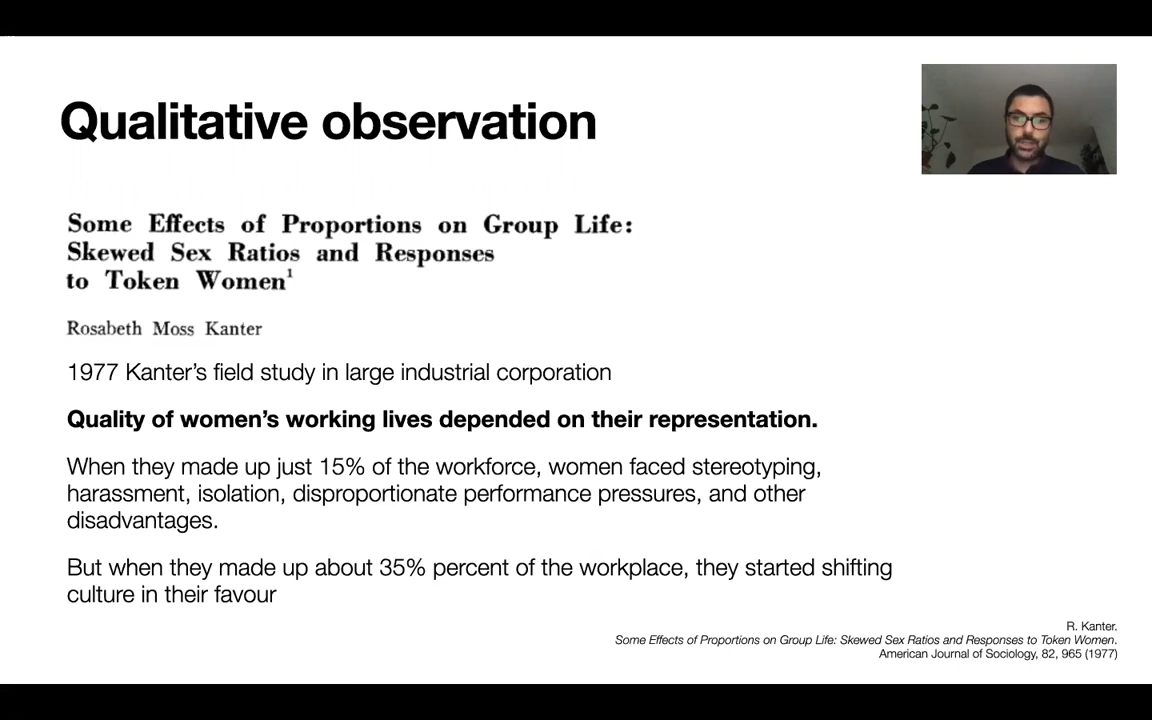 Qualitative observation
Some Effects of Proportions on Group Life:
Skewed Sex Ratios and Responses
to Token Women¹
Rosabeth Moss Kanter
1977 Kanter’s field study in large industrial corporation
Quality of women’s working lives depended on their representation.
When they made up just 15% of the workforce, women faced stereotyping,
harassment, isolation, disproportionate performance pressures, and other
disadvantages.
But when they made up about 35% percent of the workplace, they started shifting
culture in their favour
R. Kanter.
Some Effects of Proportions on Group Life: Skewed Sex Ratios and Responses to Token Women.
American Journal of Sociology, 82, 965 (1977)